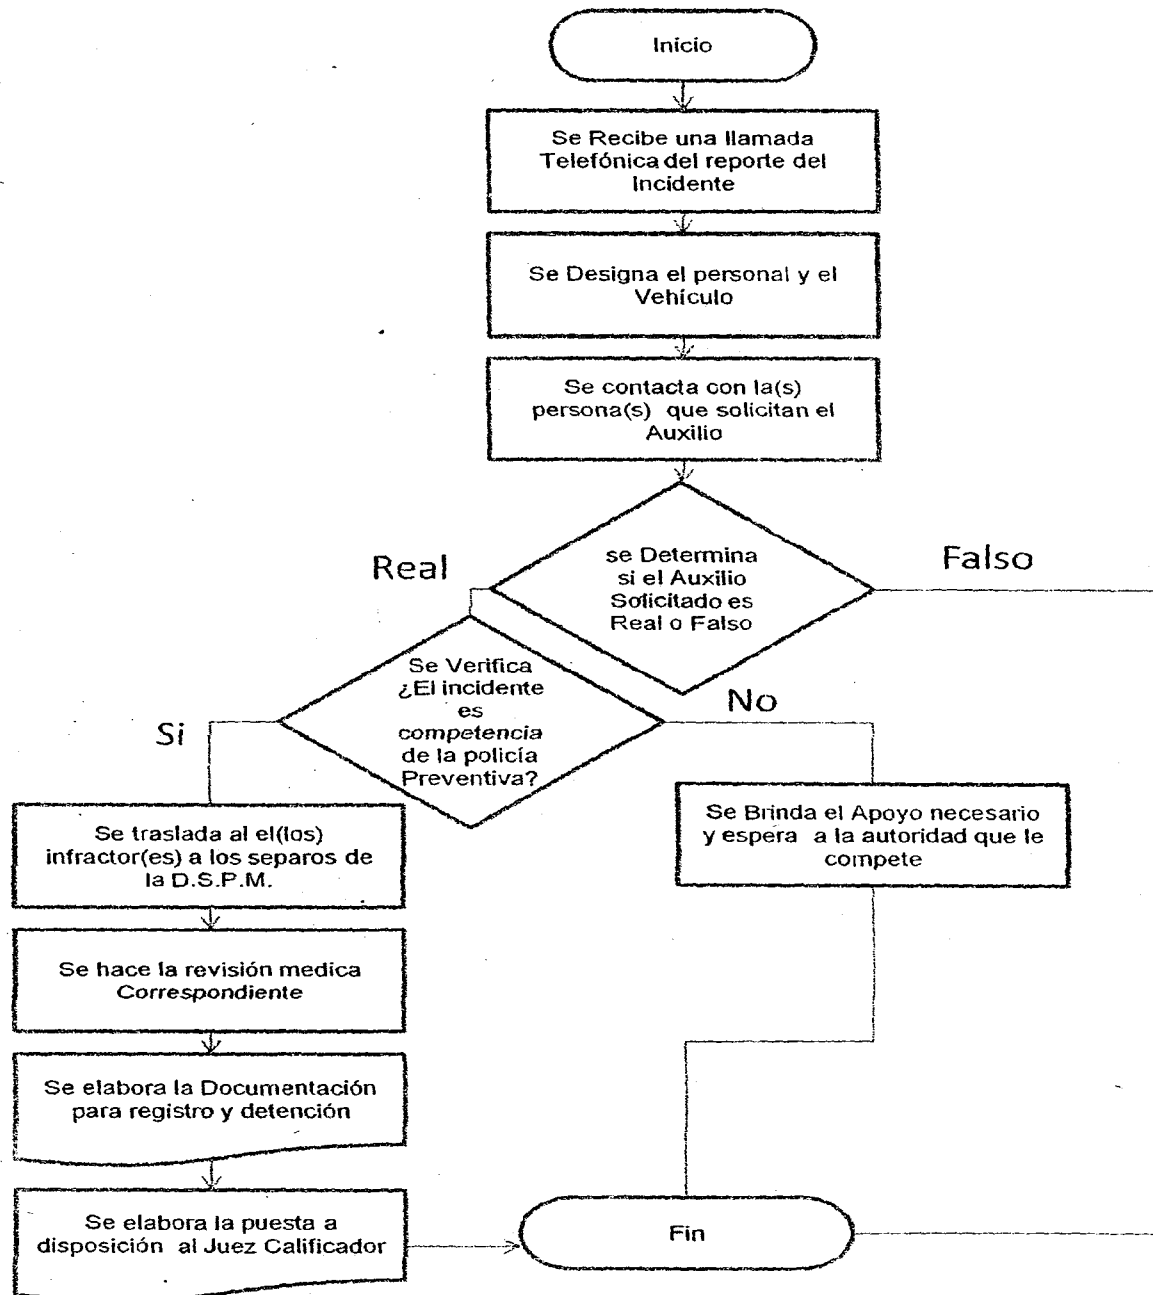 Inicio
Se Recibe una llamada
Telefónica del reporte del
Incidente
Se Designa el personal y el
Vehículo
Se contacta con la(s)
persona(s) que solicitan el
Auxilio
se Determina
si el Auxilio
Solicitado es
Real o Falso
Real
Falso
Se Verifica
¿El incidente
es
competencia
de la policía
Preventiva?
Si
No
Se traslada al el(los)
infractor(es) a los separos de
la D.S.P.M.
Se Brinda el Apoyo necesario
y espera a la autoridad que le
compete
Se hace la revisión medica
Correspondiente
Se elabora la Documentación
para registro y detención
Se elabora la puesta a
disposición al Juez Calificador
Fin